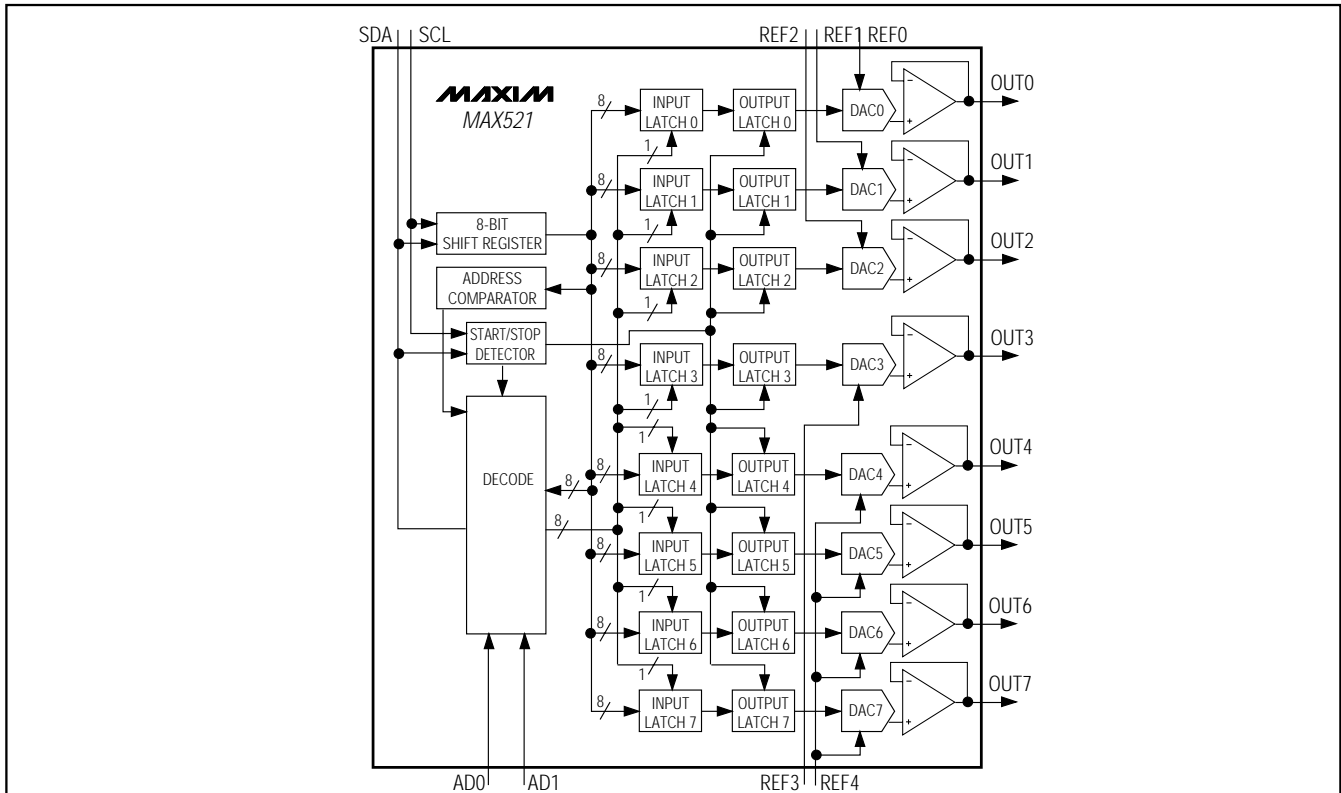 SDA SCL REF2 REF1 REF0
MAXIM
MAX521
8 INPUT LATCH 0 OUTPUT LATCH 0 DAC0 - + OUT0
1
8 INPUT LATCH 1 OUTPUT LATCH 1 DAC1 - + OUT1
1
8-BIT
SHIFT REGISTER
8 INPUT LATCH 2 OUTPUT LATCH 2 DAC2 - + OUT2
1
ADDRESS
COMPARATOR
START/STOP
DETECTOR
8 INPUT LATCH 3 OUTPUT LATCH 3 DAC3 - + OUT3
1
1
DECODE
8
8
8 INPUT LATCH 4 OUTPUT LATCH 4 DAC4 - + OUT4
1
8 INPUT LATCH 5 OUTPUT LATCH 5 DAC5 - + OUT5
1
8 INPUT LATCH 6 OUTPUT LATCH 6 DAC6 - + OUT6
1
8 INPUT LATCH 7 OUTPUT LATCH 7 DAC7 - + OUT7
AD0 AD1 REF3 REF4